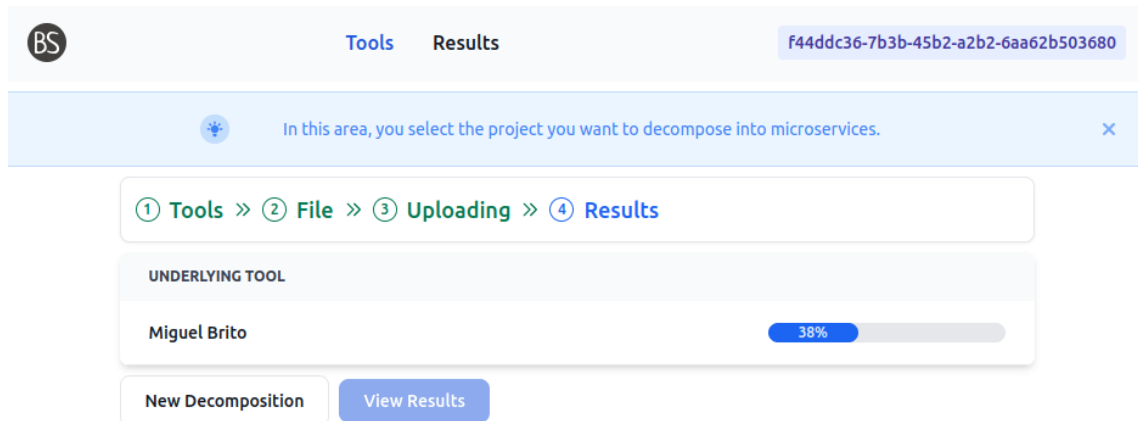 BS Tools Results f44ddc36-7b3b-45b2-a2b2-6aa62b503680
In this area, you select the project you want to decompose into microservices. ×
1 Tools » 2 File » 3 Uploading » 4 Results
UNDERLYING TOOL
Miguel Brito 38%
New Decomposition View Results